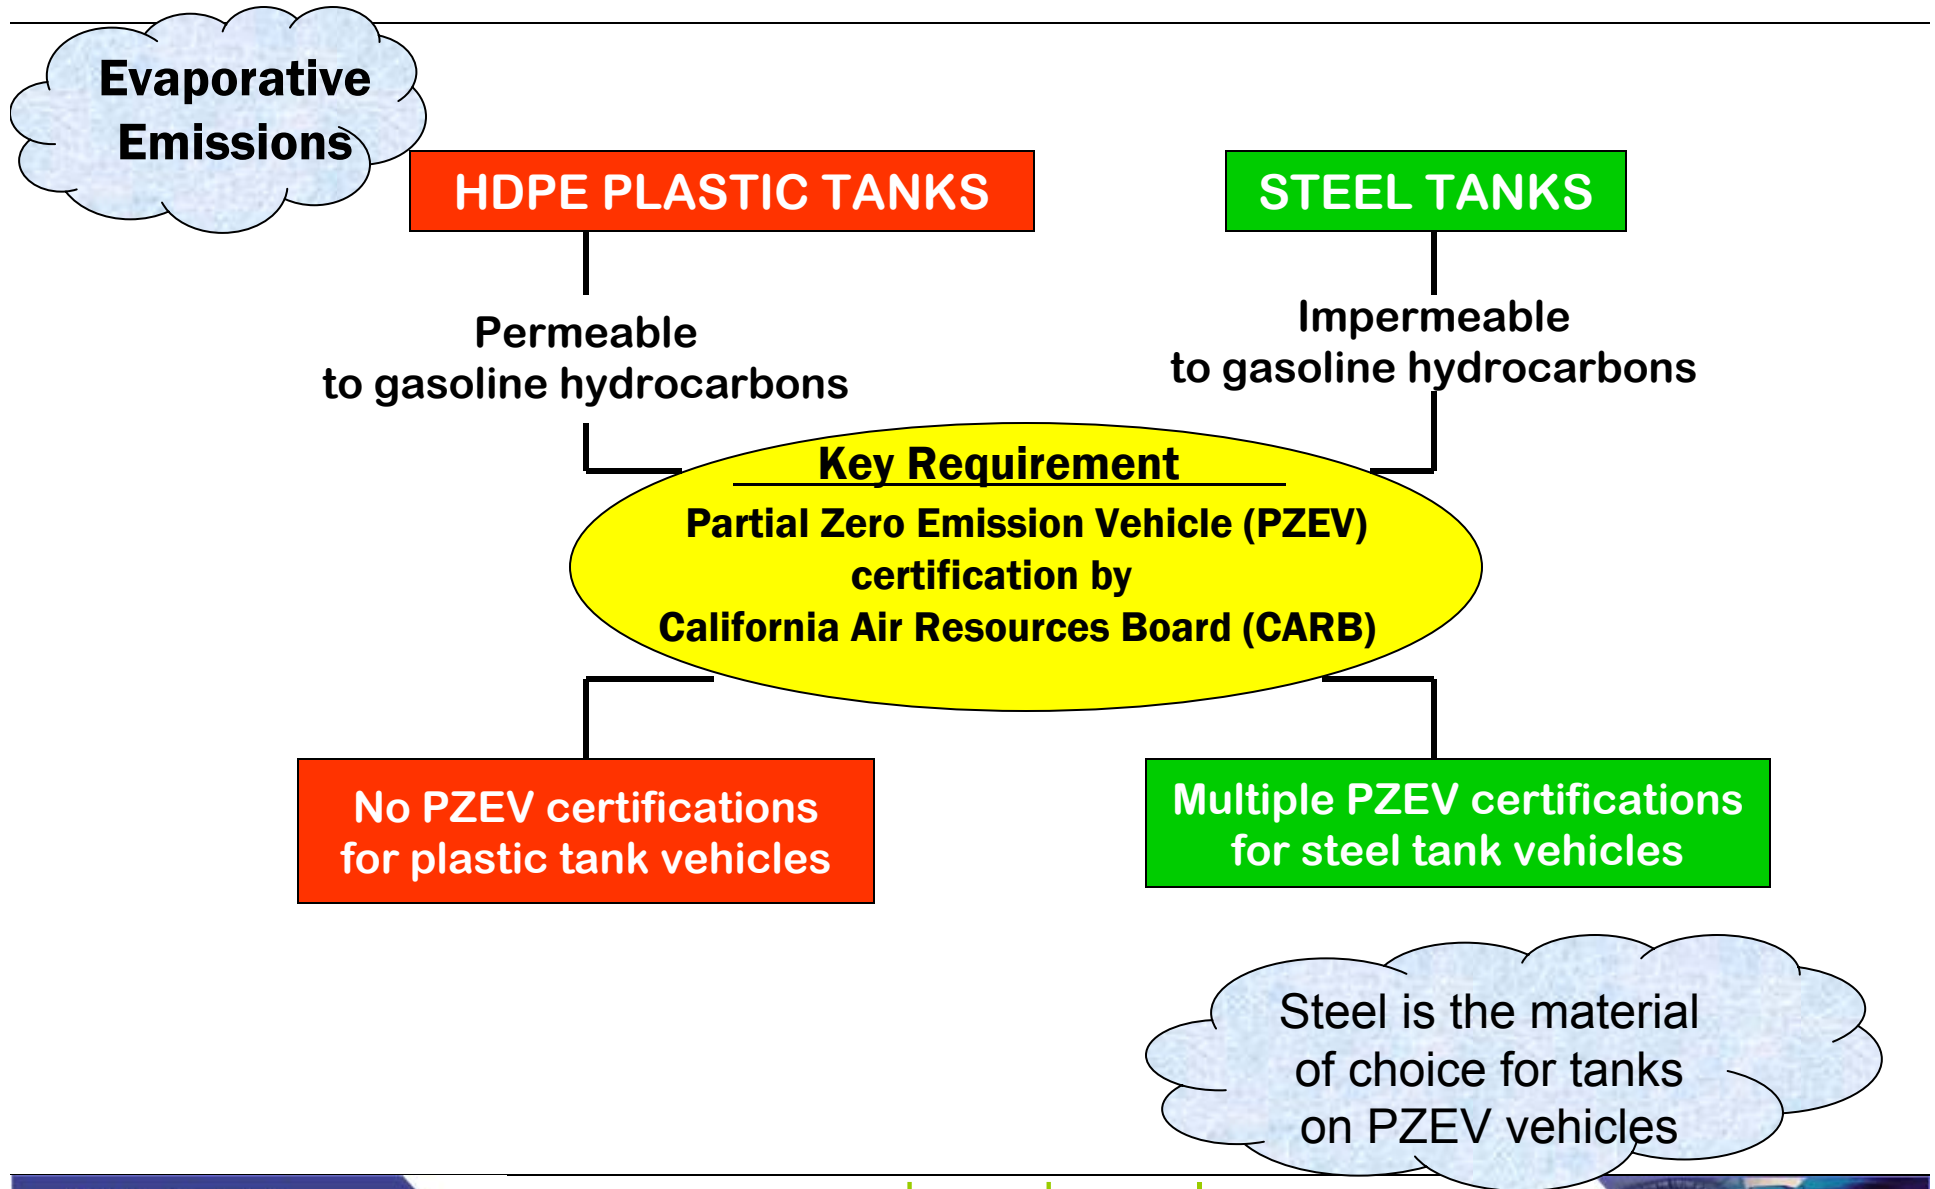 Evaporative
Emissions
HDPE PLASTIC TANKS
STEEL TANKS
Permeable
to gasoline hydrocarbons
Impermeable
to gasoline hydrocarbons
Key Requirement
Partial Zero Emission Vehicle (PZEV)
certification by
California Air Resources Board (CARB)
No PZEV certifications
for plastic tank vehicles
Multiple PZEV certifications
for steel tank vehicles
Steel is the material
of choice for tanks
on PZEV vehicles